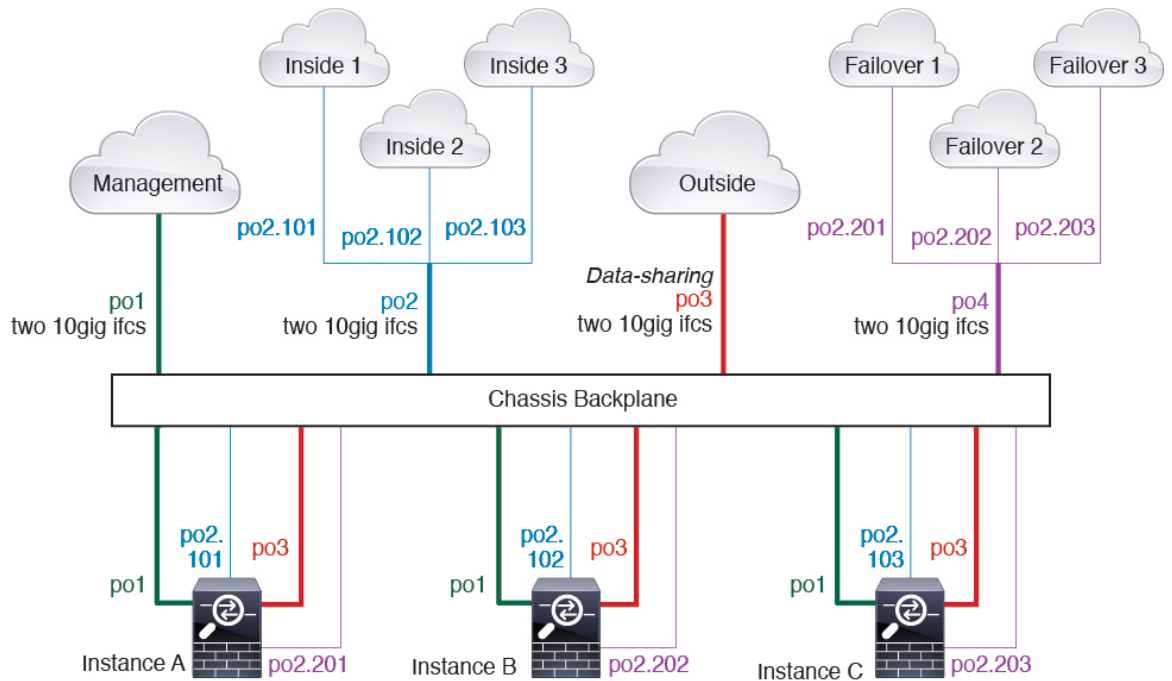 Inside 1
Inside 3
Failover 1
Failover 3
Inside 2
Failover 2
Management
Outside
po2.101
po2.102
po2.103
po2.201
po2.202
po2.203
Data-sharing
po1
two 10gig ifcs
po2
two 10gig ifcs
po3
two 10gig ifcs
po4
two 10gig ifcs
Chassis Backplane
po1
po2.
101
po3
Instance A
po2.201
po1
po2.
102
po3
Instance B
po2.202
po1
po2.
103
po3
Instance C
po2.203